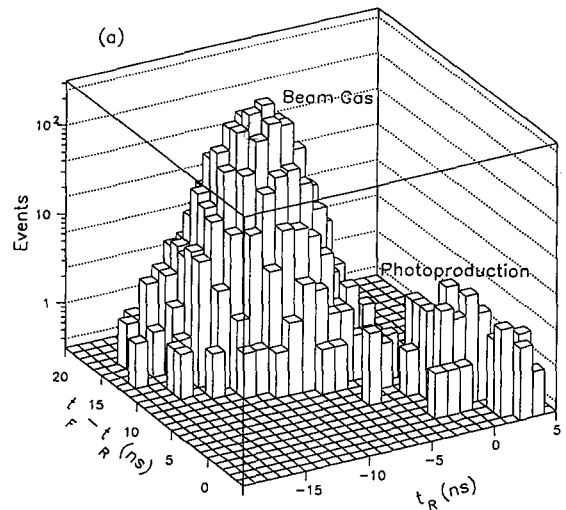 (a)
Beam Gas
Photoproduction
Events
10²
10
1
20
15
10
5
0
t_F - t_R (ns)
-15
-10
-5
0
5
t_R (ns)